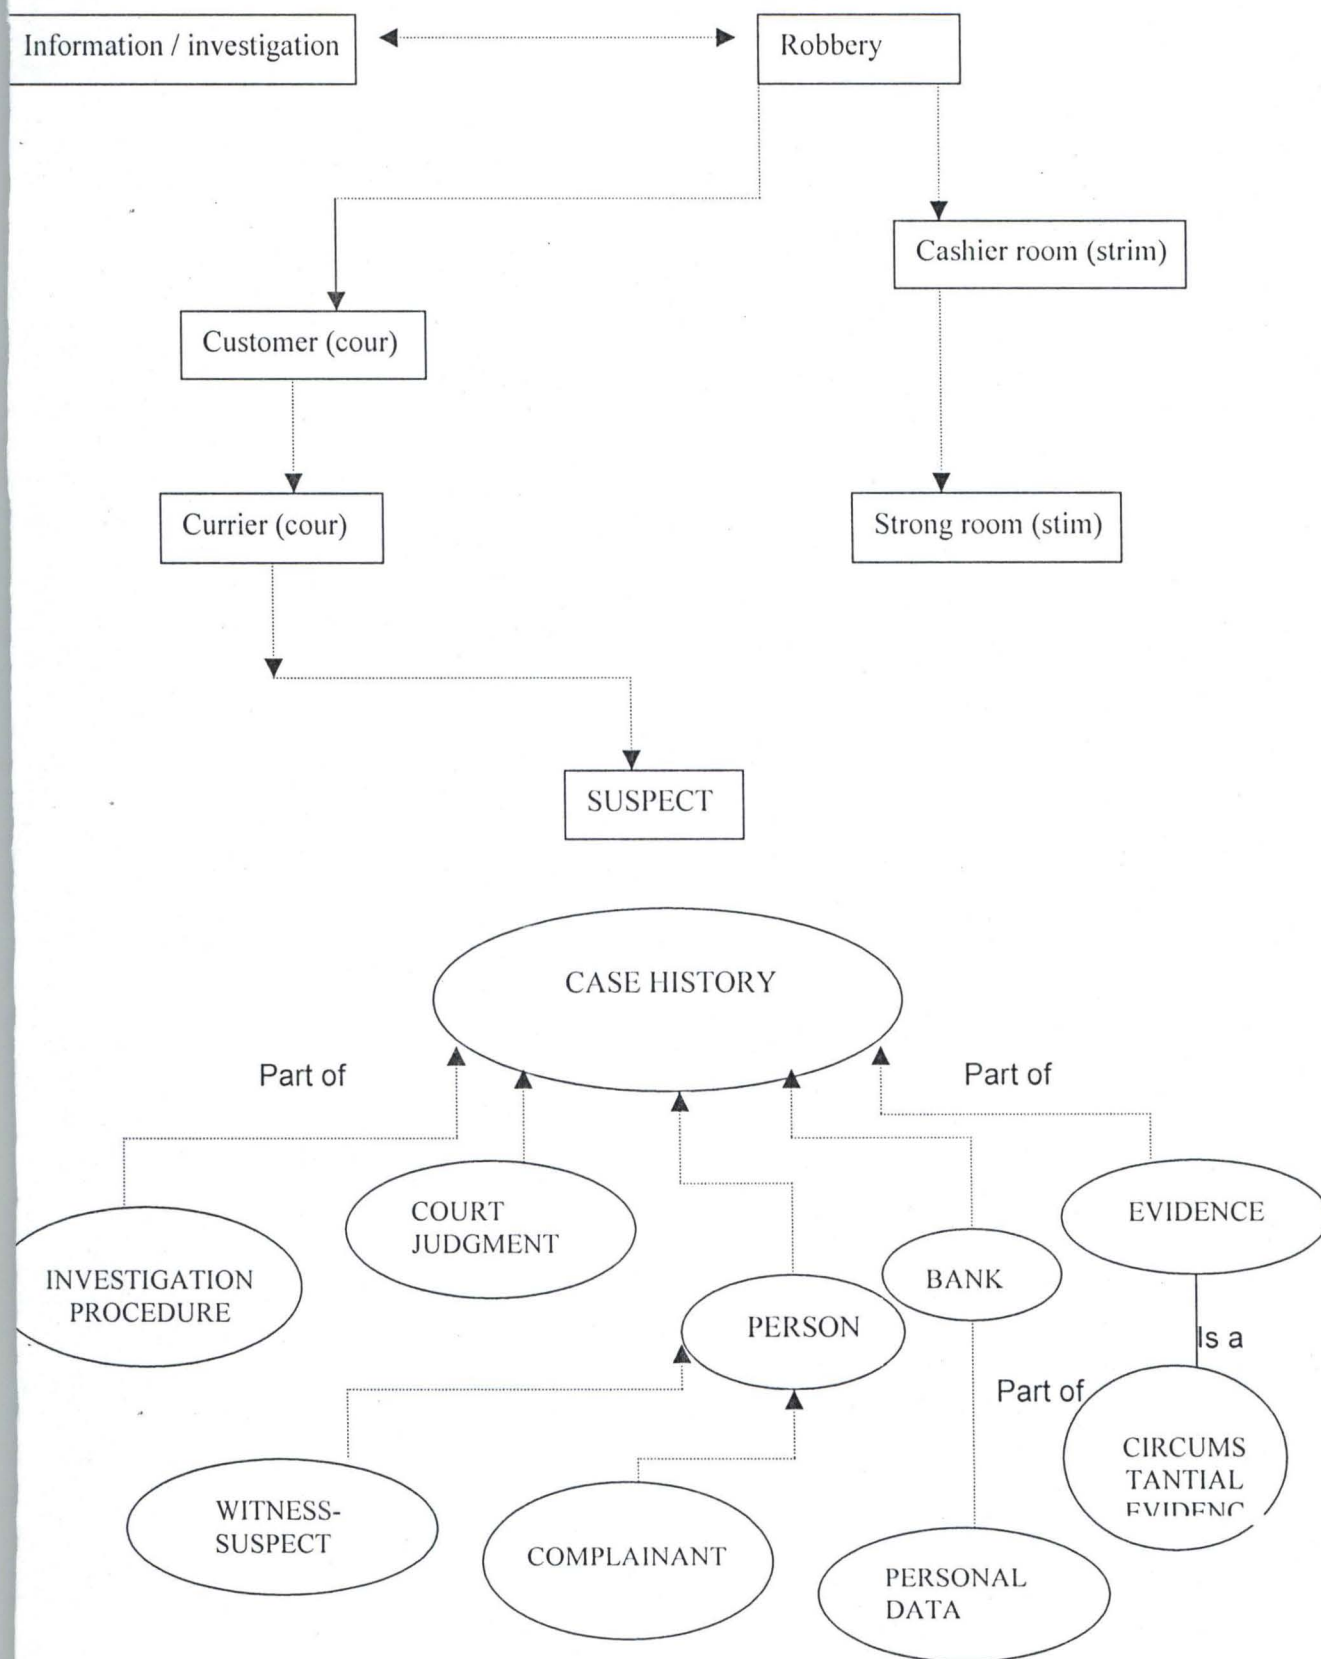 Information / investigation
Robbery
Cashier room (strim)
Customer (cour)
Currier (cour)
Strong room (stim)
SUSPECT
CASE HISTORY
Part of
Part of
COURT
JUDGMENT
EVIDENCE
INVESTIGATION
PROCEDURE
BANK
PERSON
Is a
Part of
CIRCUMS
TANTIAL
EVIDENC
WITNESS-
SUSPECT
COMPLAINANT
PERSONAL
DATA